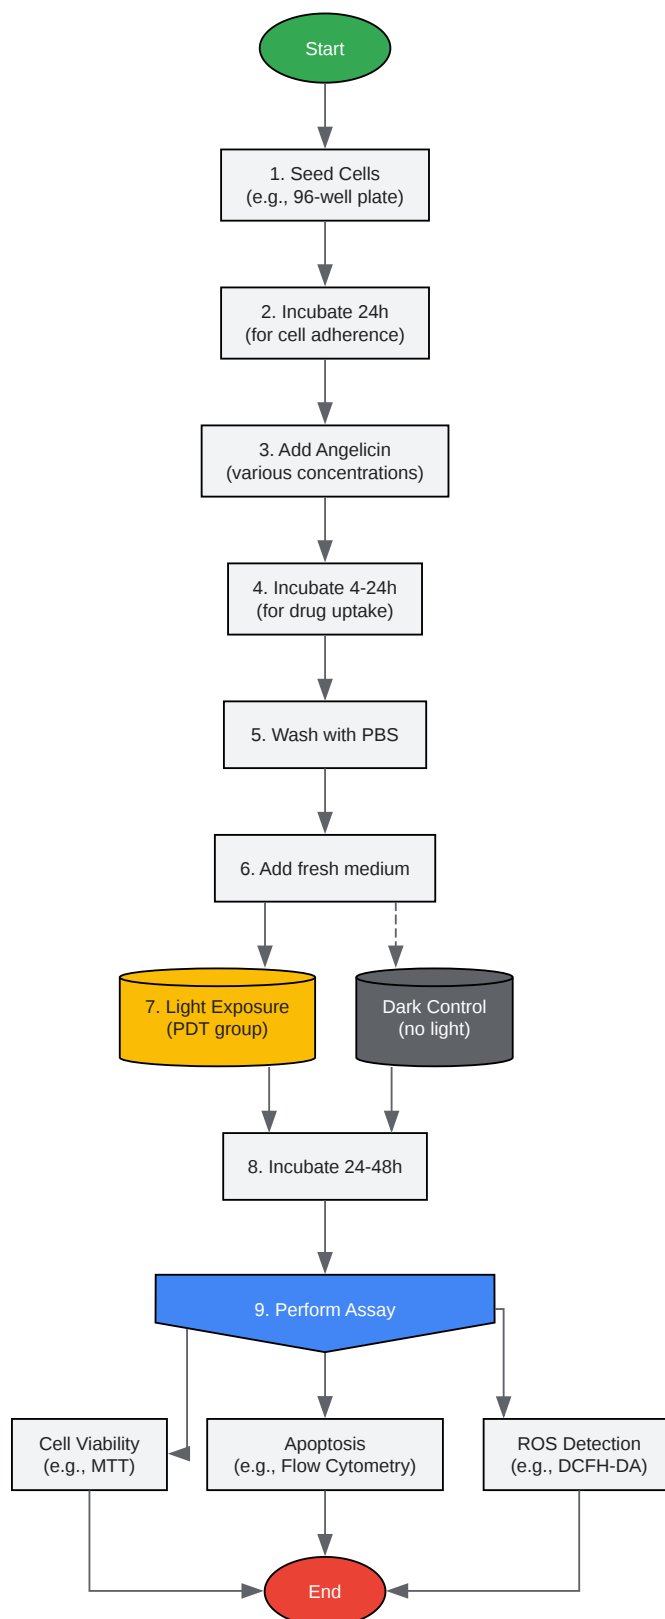 Start
1. Seed Cells
(e.g., 96-well plate)
2. Incubate 24h
(for cell adherence)
3. Add Angelicin
(various concentrations)
4. Incubate 4-24h
(for drug uptake)
5. Wash with PBS
6. Add fresh medium
7. Light Exposure
(PDT group)
Dark Control
(no light)
8. Incubate 24-48h
9. Perform Assay
Cell Viability
(e.g., MTT)
Apoptosis
(e.g., Flow Cytometry)
ROS Detection
(e.g., DCFH-DA)
End